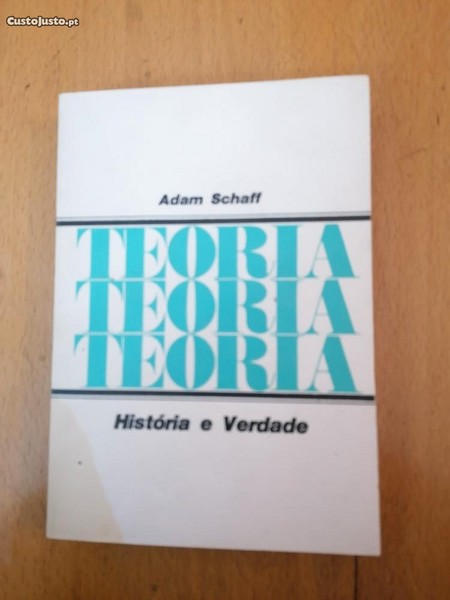 CustoJusto.pt
Adam Schaff
TEORIA
TEORIA
TEORIA
História e Verdade